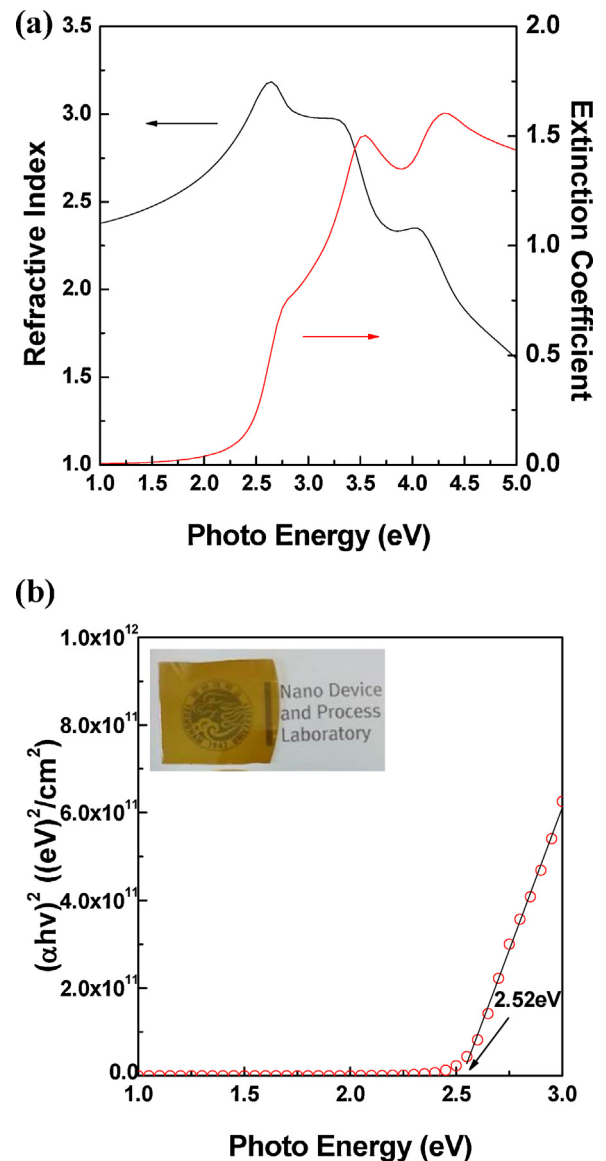 (a)
3.5
3.0
2.5
2.0
1.5
1.0
Refractive Index
2.0
1.5
1.0
0.5
0.0
Extinction Coefficient
1.0 1.5 2.0 2.5 3.0 3.5 4.0 4.5 5.0
Photo Energy (eV)
(b)
1.0x10¹²
8.0x10¹¹
6.0x10¹¹
4.0x10¹¹
2.0x10¹¹
0.0
(αhν)² ((eV)²/cm²)
Nano Device
and Process
Laboratory
2.52eV
1.0 1.5 2.0 2.5 3.0
Photo Energy (eV)